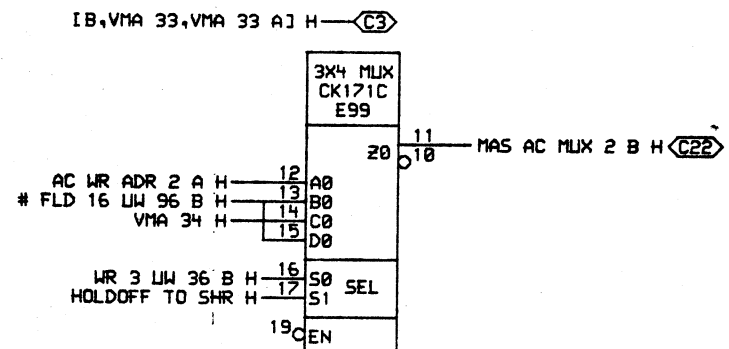 [B,VMA 33,VMA 33 A] H C3
3X4 MUX
CK171C
E99
Z0 11 MAS AC MUX 2 B H C22
10
AC WR ADR 2 A H 12 A0
# FLD 16 UW 96 B H 13 B0
VMA 34 H 14 C0
15 D0
WR 3 UW 36 B H 16 S0 SEL
HOLDOFF TO SHR H 17 S1
19 EN